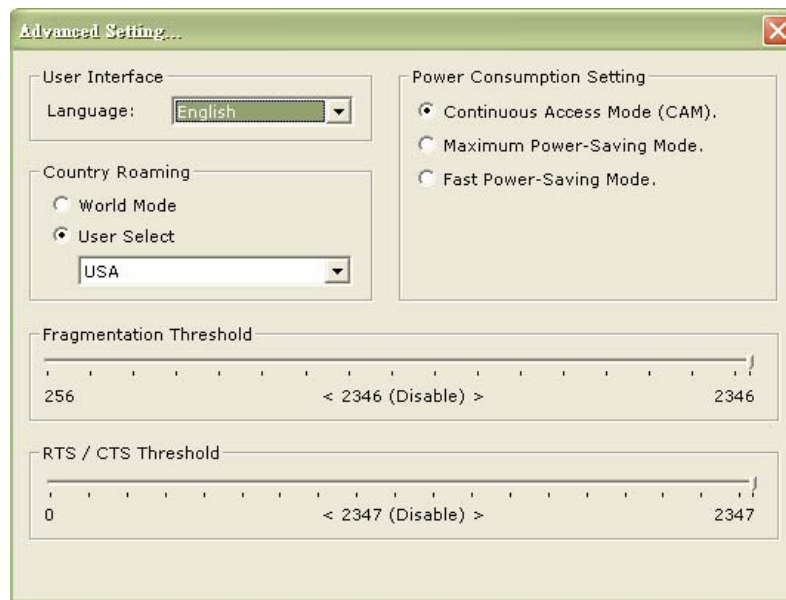 Advanced Setting...
User Interface
Language: English
Country Roaming
World Mode
User Select
USA
Power Consumption Setting
Continuous Access Mode (CAM).
Maximum Power-Saving Mode.
Fast Power-Saving Mode.
Fragmentation Threshold
256 < 2346 (Disable) > 2346
RTS / CTS Threshold
0 < 2347 (Disable) > 2347